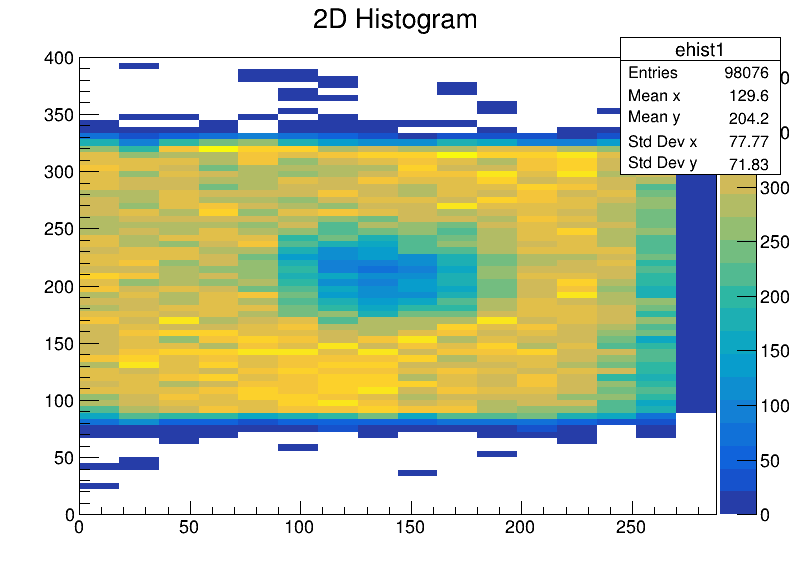 2D Histogram
ehist1
Entries 98076
Mean x 129.6
Mean y 204.2
Std Dev x 77.77
Std Dev y 71.83
400
350
300
250
200
150
100
50
0
0 50 100 150 200 250
0
0
300
250
200
150
100
50
0